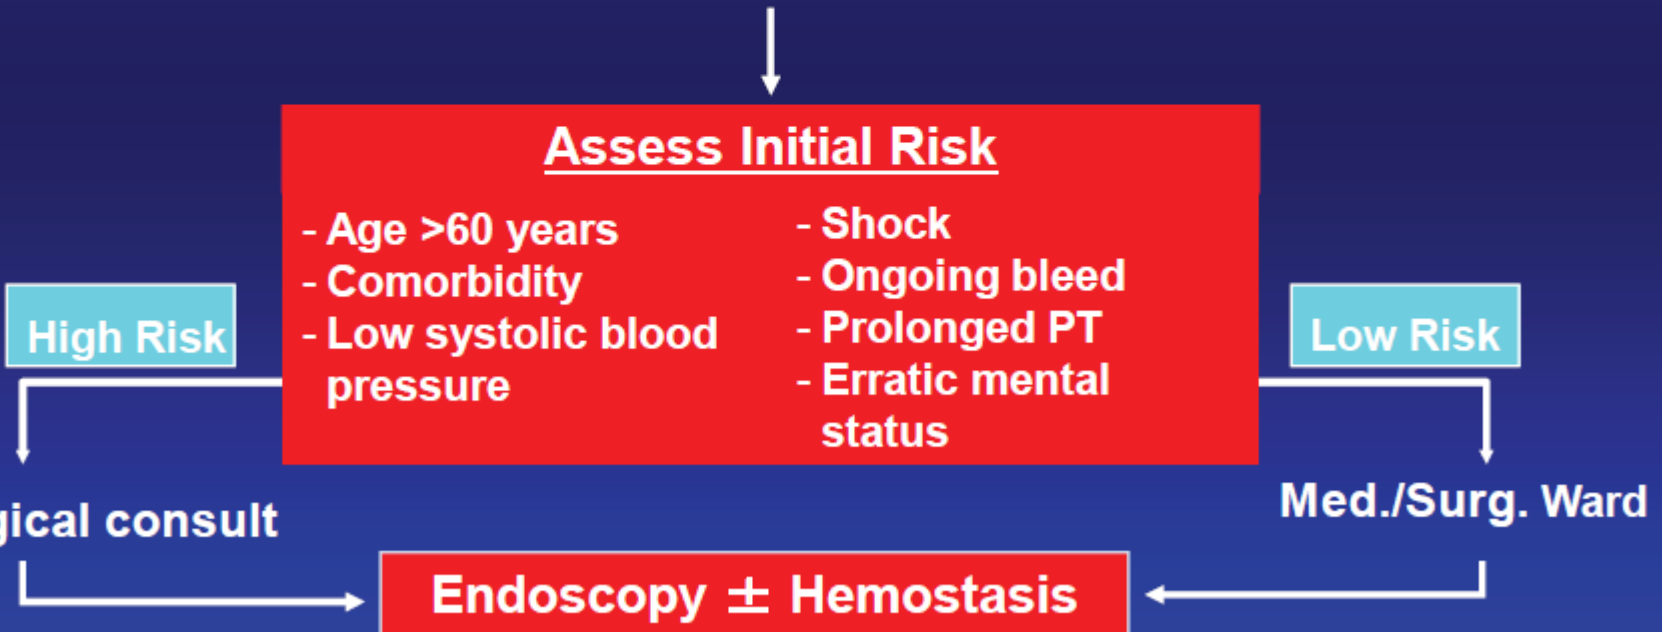 Assess Initial Risk
- Age >60 years
- Comorbidity
- Low systolic blood
pressure
- Shock
- Ongoing bleed
- Prolonged PT
- Erratic mental
status
High Risk
Low Risk
consult
Med./Surg. Ward
Endoscopy ± Hemostasis